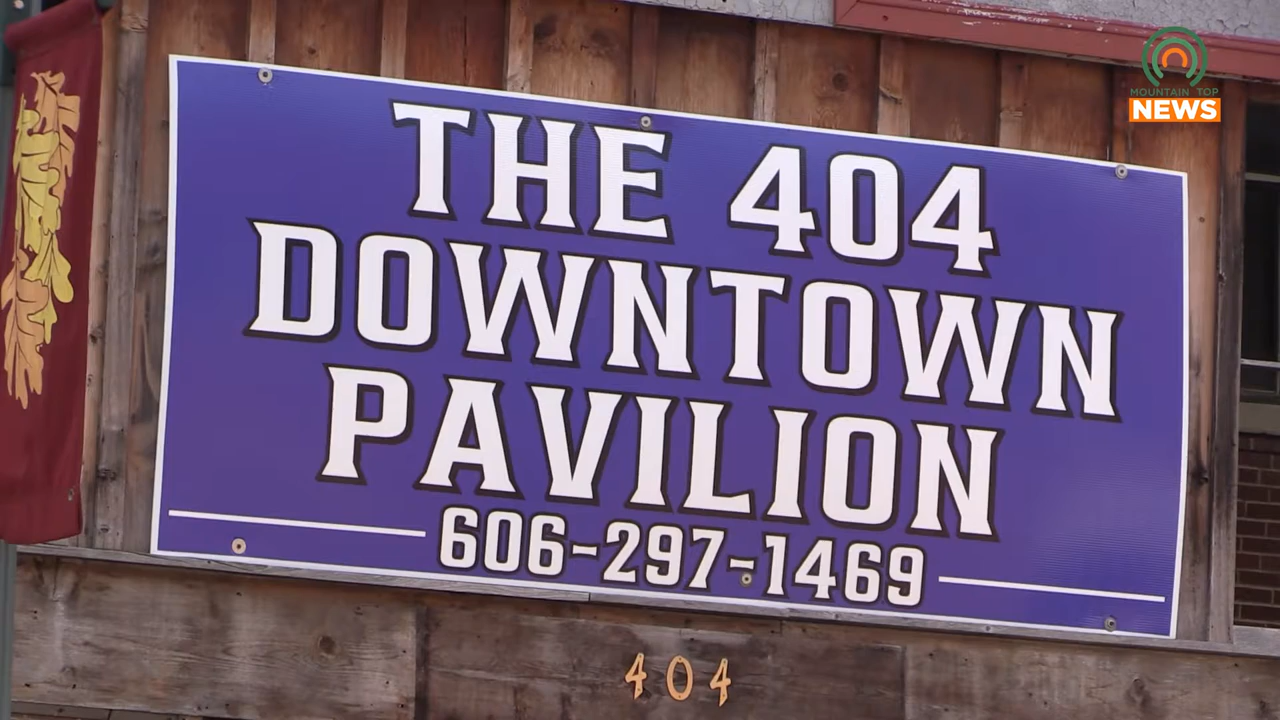 MOUNTAIN TOP
NEWS
THE 404
DOWNTOWN
PAVILION
606-297-1469
404